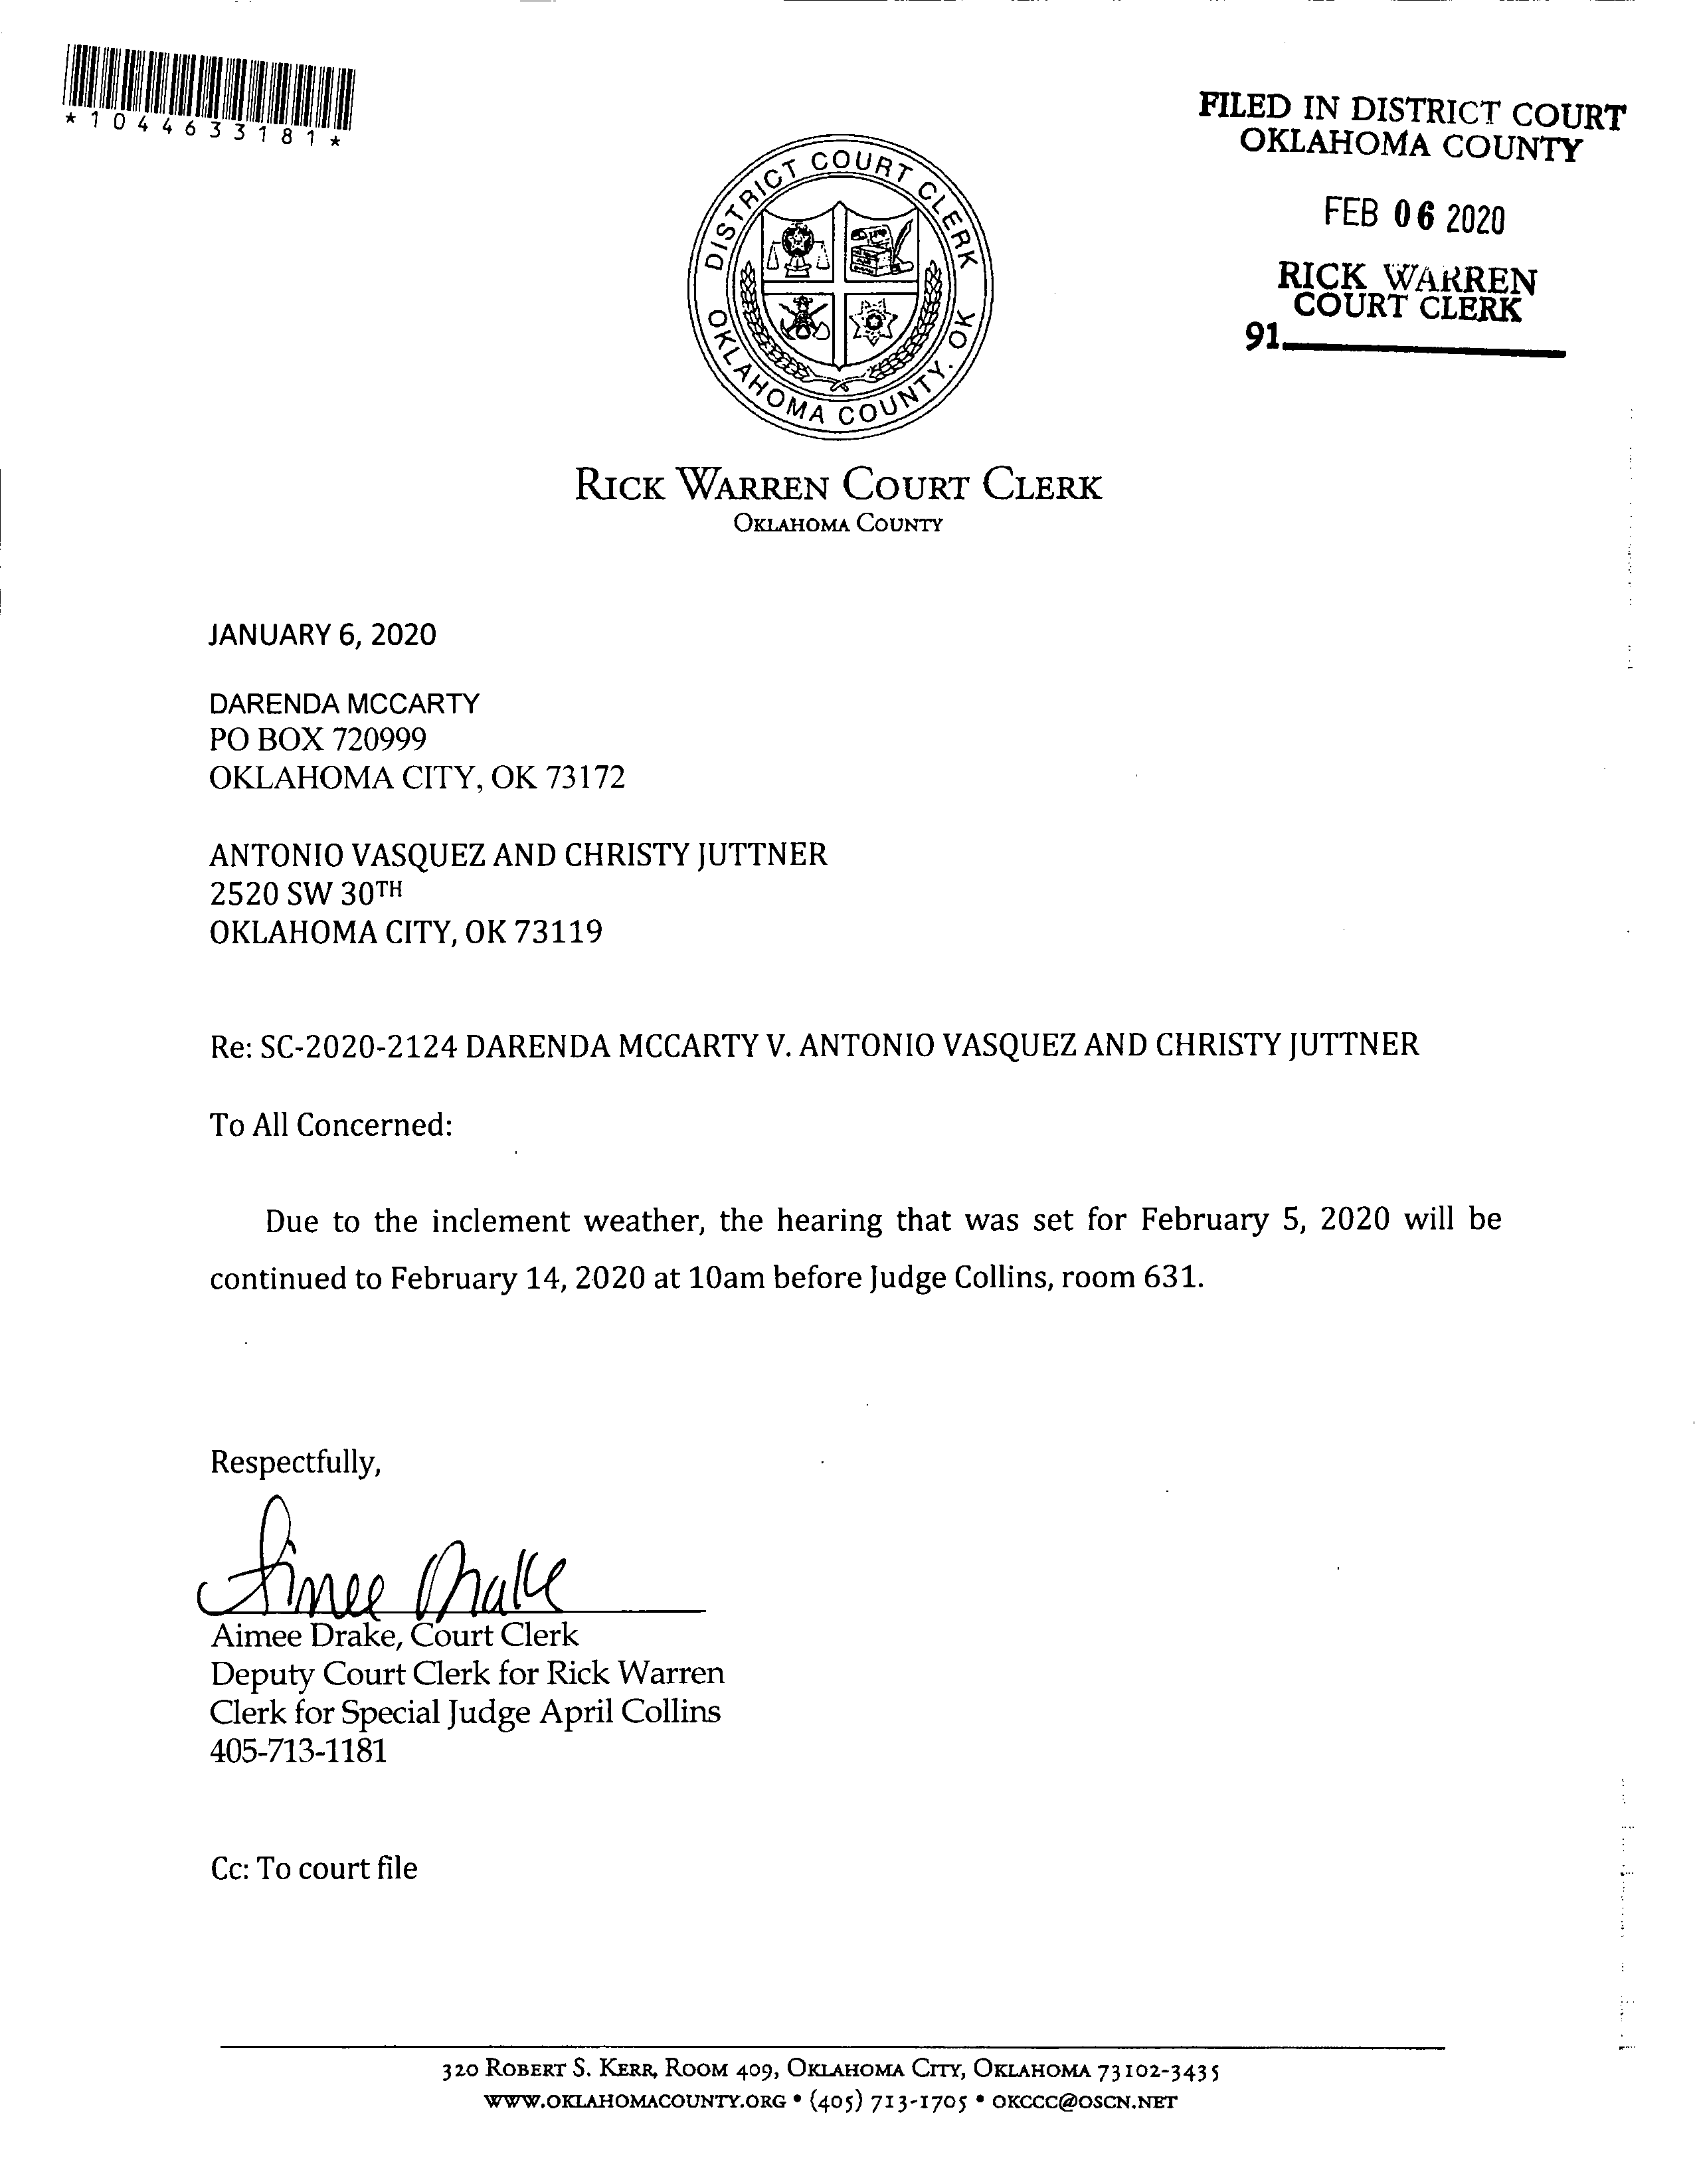 *1044633181*
FILED IN DISTRICT COURT
OKLAHOMA COUNTY
FEB 06 2020
RICK WARREN
COURT CLERK
91
DISTRICT COURT CLERK
OKLAHOMA COUNTY, OK
RICK WARREN COURT CLERK
OKLAHOMA COUNTY
JANUARY 6, 2020
DARENDA MCCARTY
PO BOX 720999
OKLAHOMA CITY, OK 73172
ANTONIO VASQUEZ AND CHRISTY JUTTNER
2520 SW 30TH
OKLAHOMA CITY, OK 73119
Re: SC-2020-2124 DARENDA MCCARTY V. ANTONIO VASQUEZ AND CHRISTY JUTTNER
To All Concerned:
Due to the inclement weather, the hearing that was set for February 5, 2020 will be
continued to February 14, 2020 at 10am before Judge Collins, room 631.
Respectfully,
Aimee Drake
Aimee Drake, Court Clerk
Deputy Court Clerk for Rick Warren
Clerk for Special Judge April Collins
405-713-1181
Cc: To court file
320 ROBERT S. KERR, ROOM 409, OKLAHOMA CITY, OKLAHOMA 73102-3435
WWW.OKLAHOMACOUNTY.ORG • (405) 713-1705 • OKCCC@OSCN.NET